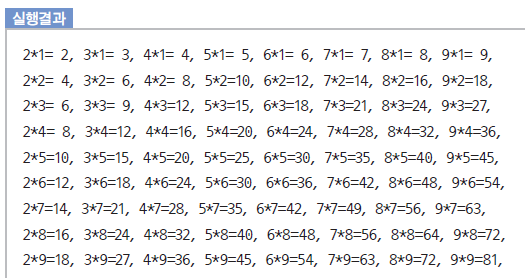 실행결과
2*1= 2, 3*1= 3, 4*1= 4, 5*1= 5, 6*1= 6, 7*1= 7, 8*1= 8, 9*1= 9,
2*2= 4, 3*2= 6, 4*2= 8, 5*2=10, 6*2=12, 7*2=14, 8*2=16, 9*2=18,
2*3= 6, 3*3= 9, 4*3=12, 5*3=15, 6*3=18, 7*3=21, 8*3=24, 9*3=27,
2*4= 8, 3*4=12, 4*4=16, 5*4=20, 6*4=24, 7*4=28, 8*4=32, 9*4=36,
2*5=10, 3*5=15, 4*5=20, 5*5=25, 6*5=30, 7*5=35, 8*5=40, 9*5=45,
2*6=12, 3*6=18, 4*6=24, 5*6=30, 6*6=36, 7*6=42, 8*6=48, 9*6=54,
2*7=14, 3*7=21, 4*7=28, 5*7=35, 6*7=42, 7*7=49, 8*7=56, 9*7=63,
2*8=16, 3*8=24, 4*8=32, 5*8=40, 6*8=48, 7*8=56, 8*8=64, 9*8=72,
2*9=18, 3*9=27, 4*9=36, 5*9=45, 6*9=54, 7*9=63, 8*9=72, 9*9=81,